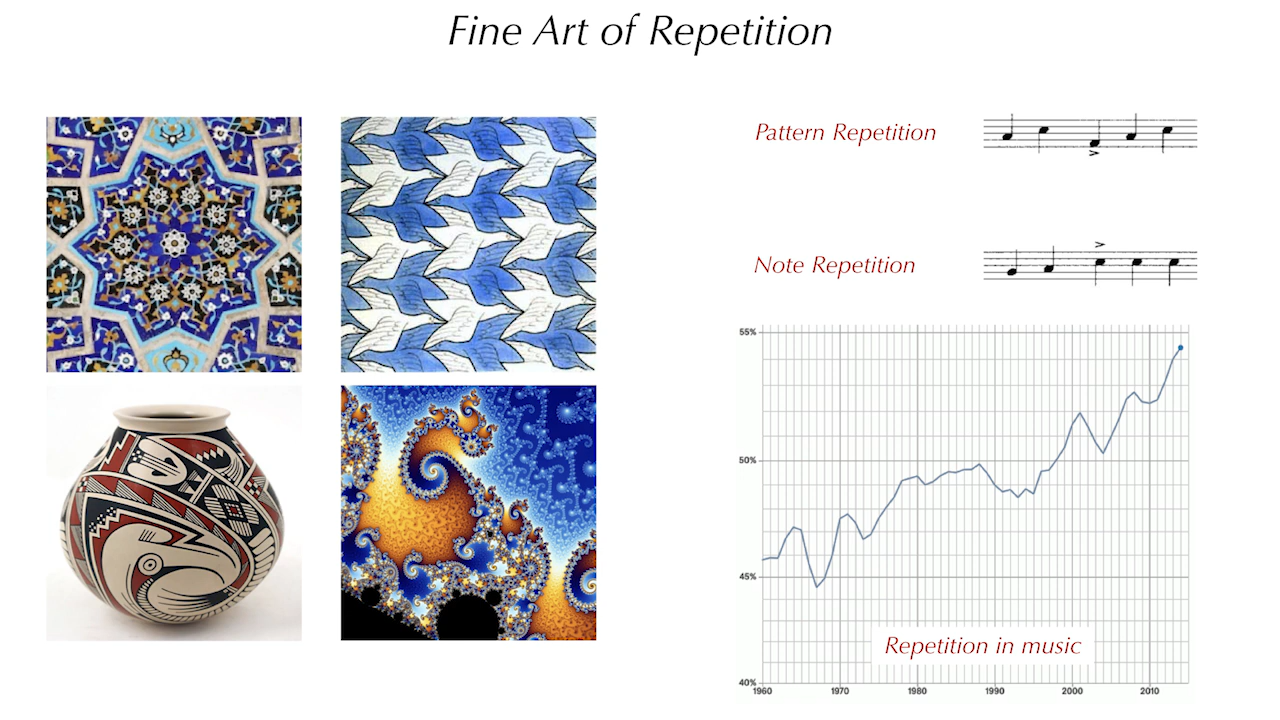 Fine Art of Repetition
Pattern Repetition
Note Repetition
55%
50%
45%
40%
Repetition in music
1960
1970
1980
1990
2000
2010